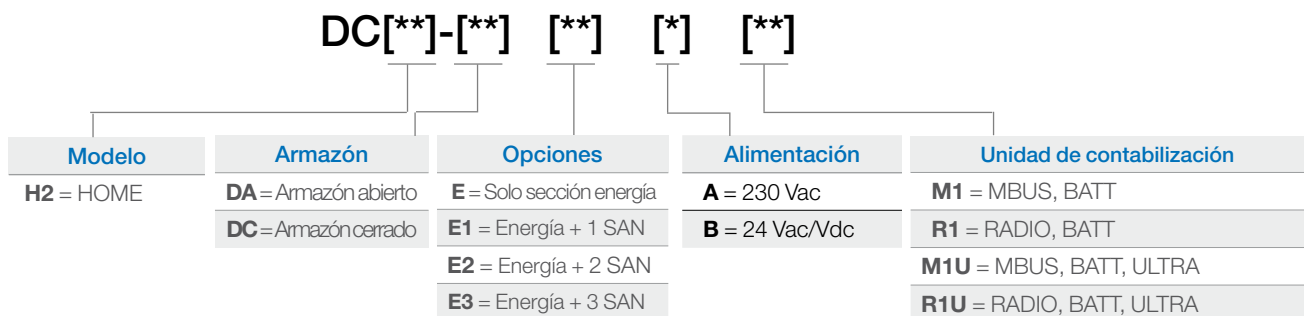 DC[**]-[**] [**] [*] [**]
Modelo
H2 = HOME
Armazón
DA = Armazón abierto
DC = Armazón cerrado
Opciones
E = Solo sección energía
E1 = Energía + 1 SAN
E2 = Energía + 2 SAN
E3 = Energía + 3 SAN
Alimentación
A = 230 Vac
B = 24 Vac/Vdc
Unidad de contabilización
M1 = MBUS, BATT
R1 = RADIO, BATT
M1U = MBUS, BATT, ULTRA
R1U = RADIO, BATT, ULTRA